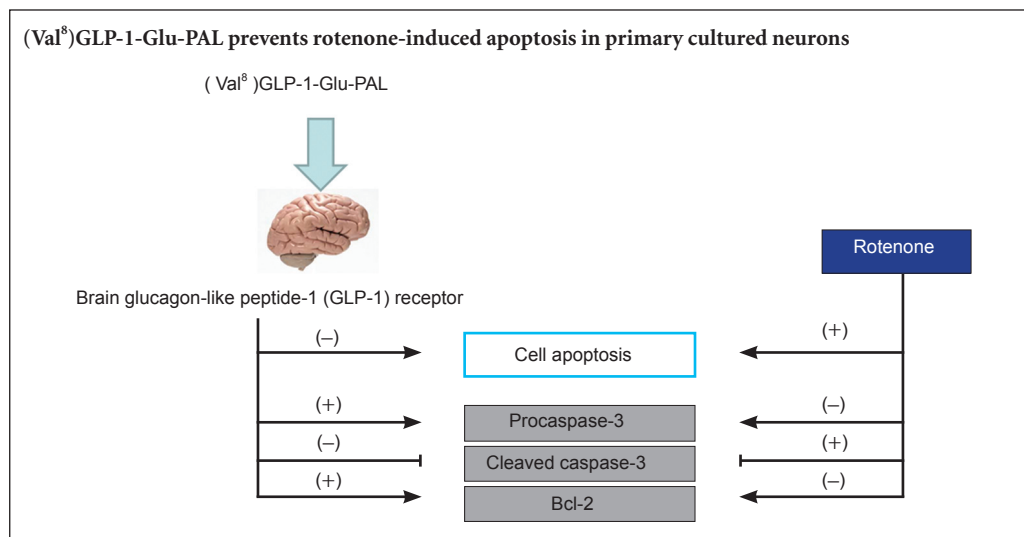 (Val⁸)GLP-1-Glu-PAL prevents rotenone-induced apoptosis in primary cultured neurons
( Val⁸ )GLP-1-Glu-PAL
Rotenone
Brain glucagon-like peptide-1 (GLP-1) receptor
(–)
Cell apoptosis
(+)
(+)
Procaspase-3
(–)
(–)
Cleaved caspase-3
(+)
(+)
Bcl-2
(–)